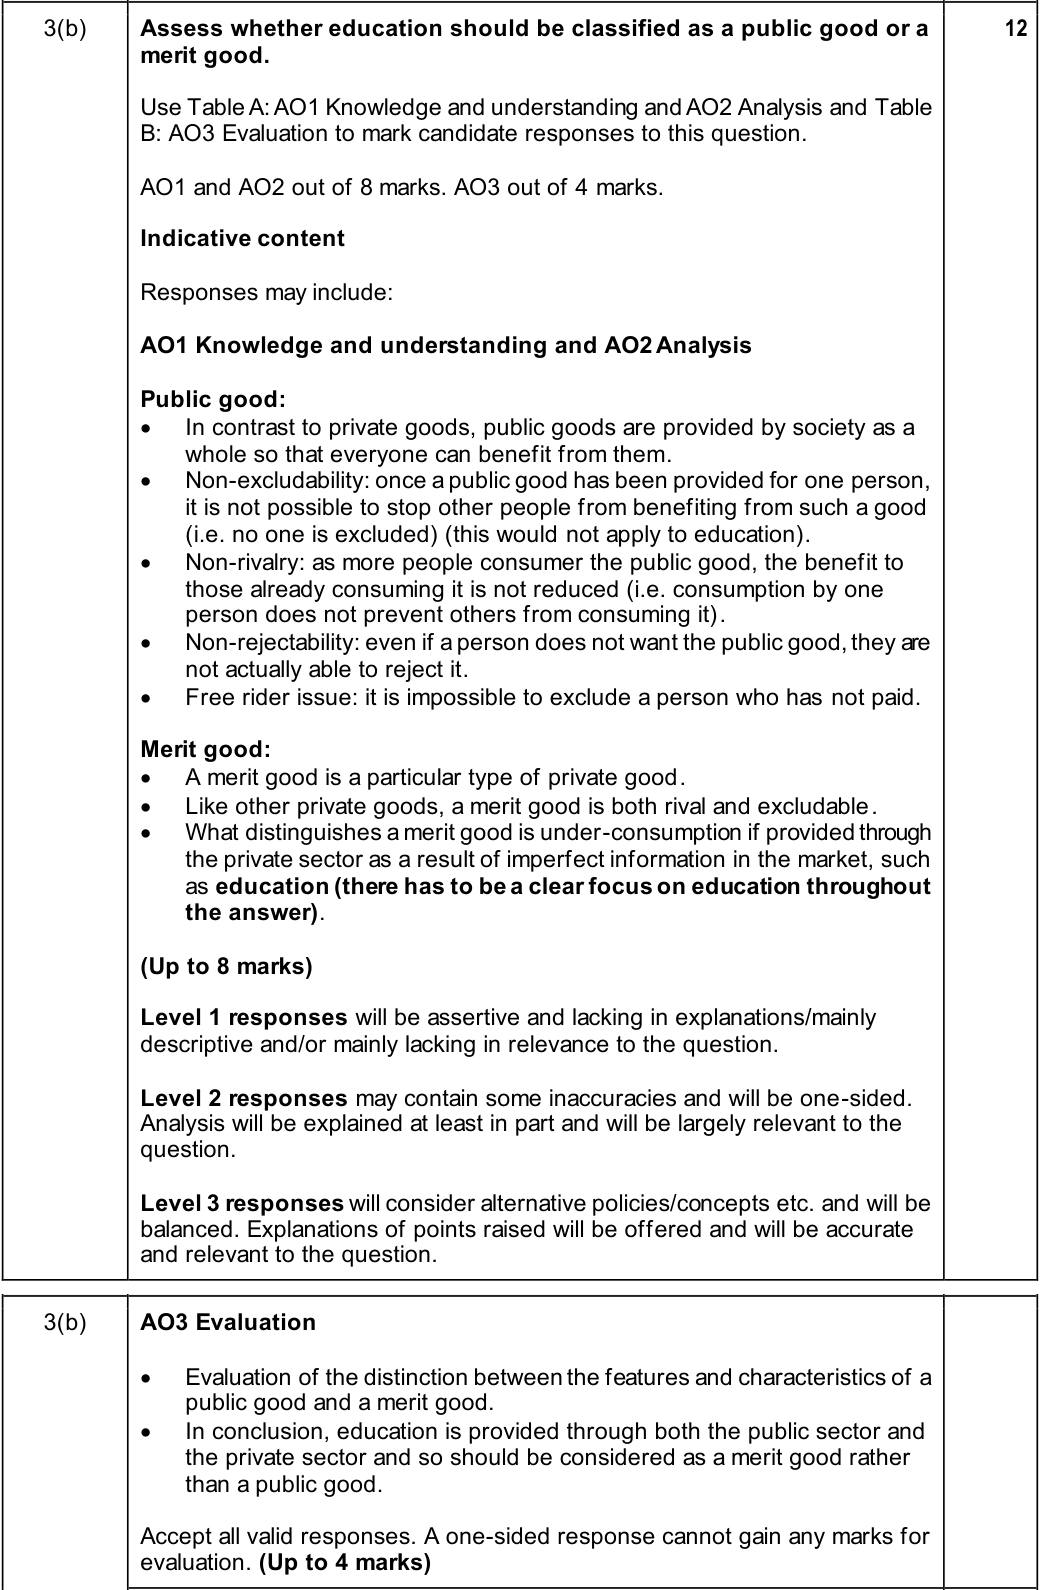 3(b) Assess whether education should be classified as a public good or a 12
merit good.
Use Table A: AO1 Knowledge and understanding and AO2 Analysis and Table
B: AO3 Evaluation to mark candidate responses to this question.
AO1 and AO2 out of 8 marks. AO3 out of 4 marks.
Indicative content
Responses may include:
AO1 Knowledge and understanding and AO2 Analysis
Public good:
• In contrast to private goods, public goods are provided by society as a
whole so that everyone can benefit from them.
• Non-excludability: once a public good has been provided for one person,
it is not possible to stop other people from benefiting from such a good
(i.e. no one is excluded) (this would not apply to education).
• Non-rivalry: as more people consumer the public good, the benefit to
those already consuming it is not reduced (i.e. consumption by one
person does not prevent others from consuming it).
• Non-rejectability: even if a person does not want the public good, they are
not actually able to reject it.
• Free rider issue: it is impossible to exclude a person who has not paid.
Merit good:
• A merit good is a particular type of private good.
• Like other private goods, a merit good is both rival and excludable.
• What distinguishes a merit good is under-consumption if provided through
the private sector as a result of imperfect information in the market, such
as education (there has to be a clear focus on education throughout
the answer).
(Up to 8 marks)
Level 1 responses will be assertive and lacking in explanations/mainly
descriptive and/or mainly lacking in relevance to the question.
Level 2 responses may contain some inaccuracies and will be one-sided.
Analysis will be explained at least in part and will be largely relevant to the
question.
Level 3 responses will consider alternative policies/concepts etc. and will be
balanced. Explanations of points raised will be offered and will be accurate
and relevant to the question.
3(b) AO3 Evaluation
• Evaluation of the distinction between the features and characteristics of a
public good and a merit good.
• In conclusion, education is provided through both the public sector and
the private sector and so should be considered as a merit good rather
than a public good.
Accept all valid responses. A one-sided response cannot gain any marks for
evaluation. (Up to 4 marks)